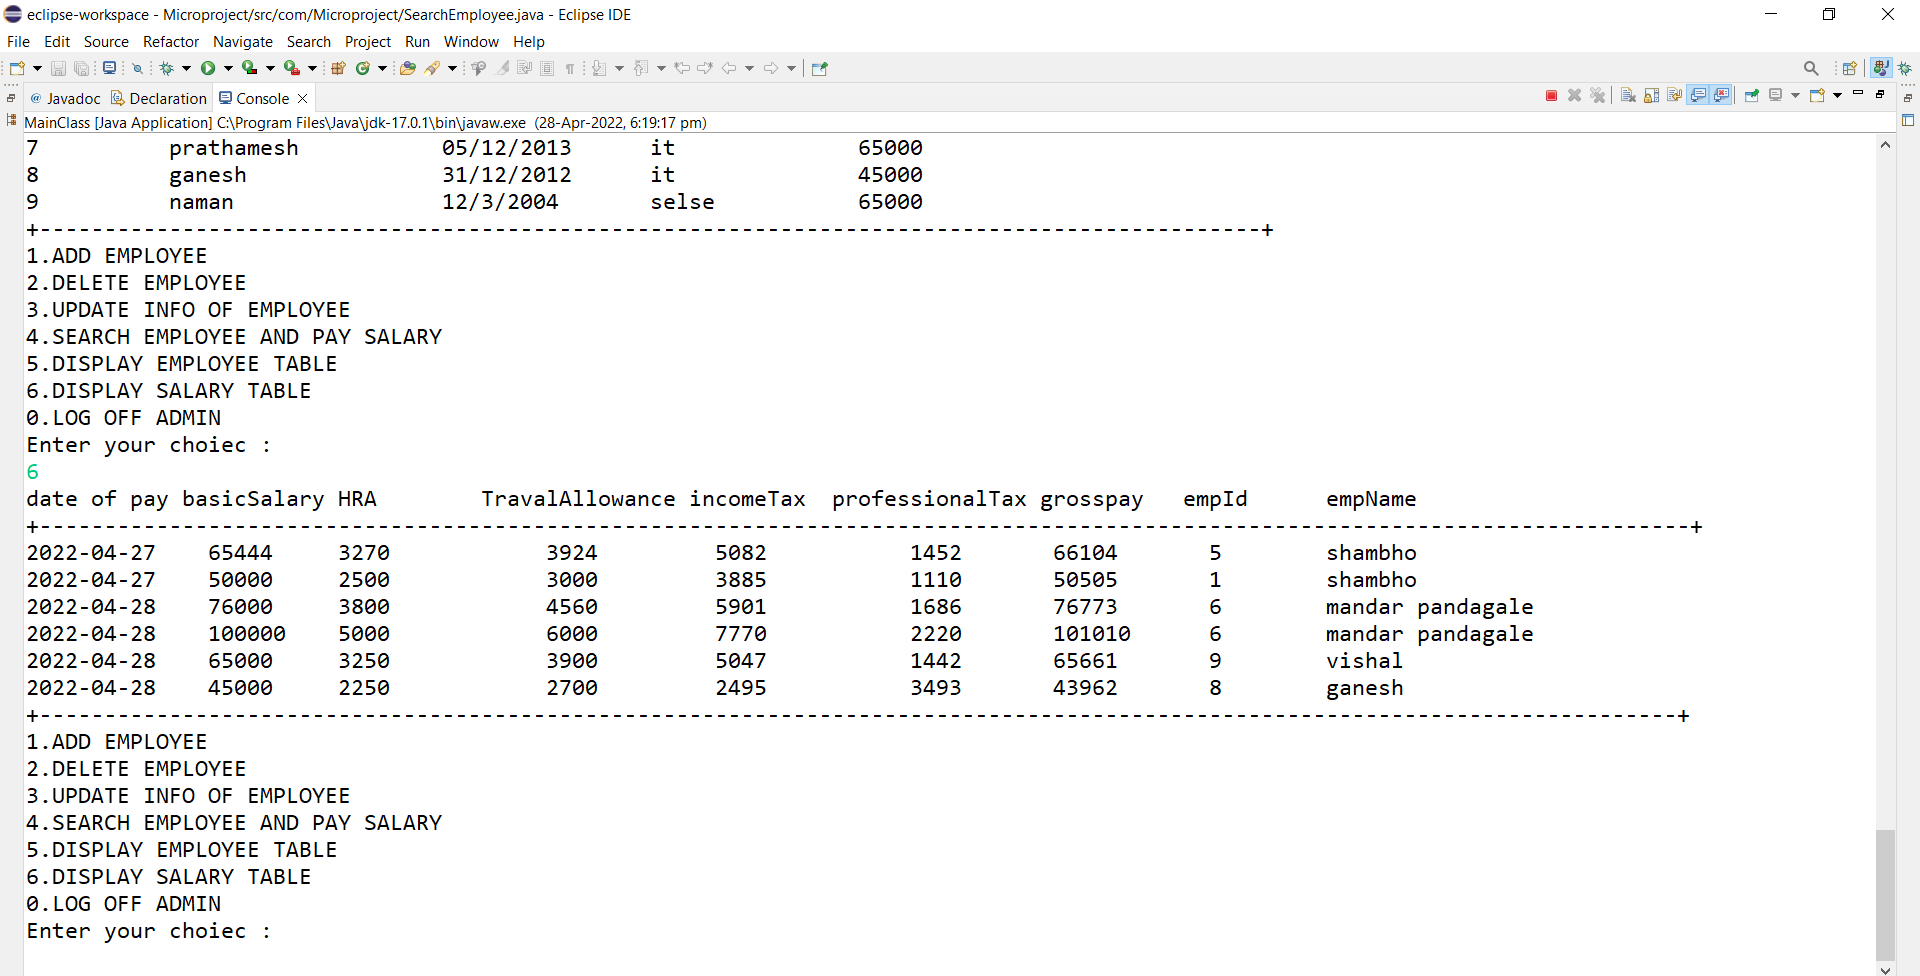 eclipse-workspace - Microproject/src/com/Microproject/SearchEmployee.java - Eclipse IDE
File Edit Source Refactor Navigate Search Project Run Window Help
@ Javadoc Declaration Console
MainClass [Java Application] C:\Program Files\Java\jdk-17.0.1\bin\javaw.exe (28-Apr-2022, 6:19:17 pm)
7 prathamesh 05/12/2013 it 65000
8 ganesh 31/12/2012 it 45000
9 naman 12/3/2004 selse 65000
+----------------------------------------------------------------------------------------------+
1.ADD EMPLOYEE
2.DELETE EMPLOYEE
3.UPDATE INFO OF EMPLOYEE
4.SEARCH EMPLOYEE AND PAY SALARY
5.DISPLAY EMPLOYEE TABLE
6.DISPLAY SALARY TABLE
0.LOG OFF ADMIN
Enter your choiec :
6
date of pay basicSalary HRA TravalAllowance incomeTax professionalTax grosspay empId empName
+-------------------------------------------------------------------------------------------------------------------------------+
2022-04-27 65444 3270 3924 5082 1452 66104 5 shambho
2022-04-27 50000 2500 3000 3885 1110 50505 1 shambho
2022-04-28 76000 3800 4560 5901 1686 76773 6 mandar pandagale
2022-04-28 100000 5000 6000 7770 2220 101010 6 mandar pandagale
2022-04-28 65000 3250 3900 5047 1442 65661 9 vishal
2022-04-28 45000 2250 2700 2495 3493 43962 8 ganesh
+------------------------------------------------------------------------------------------------------------------------------+
1.ADD EMPLOYEE
2.DELETE EMPLOYEE
3.UPDATE INFO OF EMPLOYEE
4.SEARCH EMPLOYEE AND PAY SALARY
5.DISPLAY EMPLOYEE TABLE
6.DISPLAY SALARY TABLE
0.LOG OFF ADMIN
Enter your choiec :